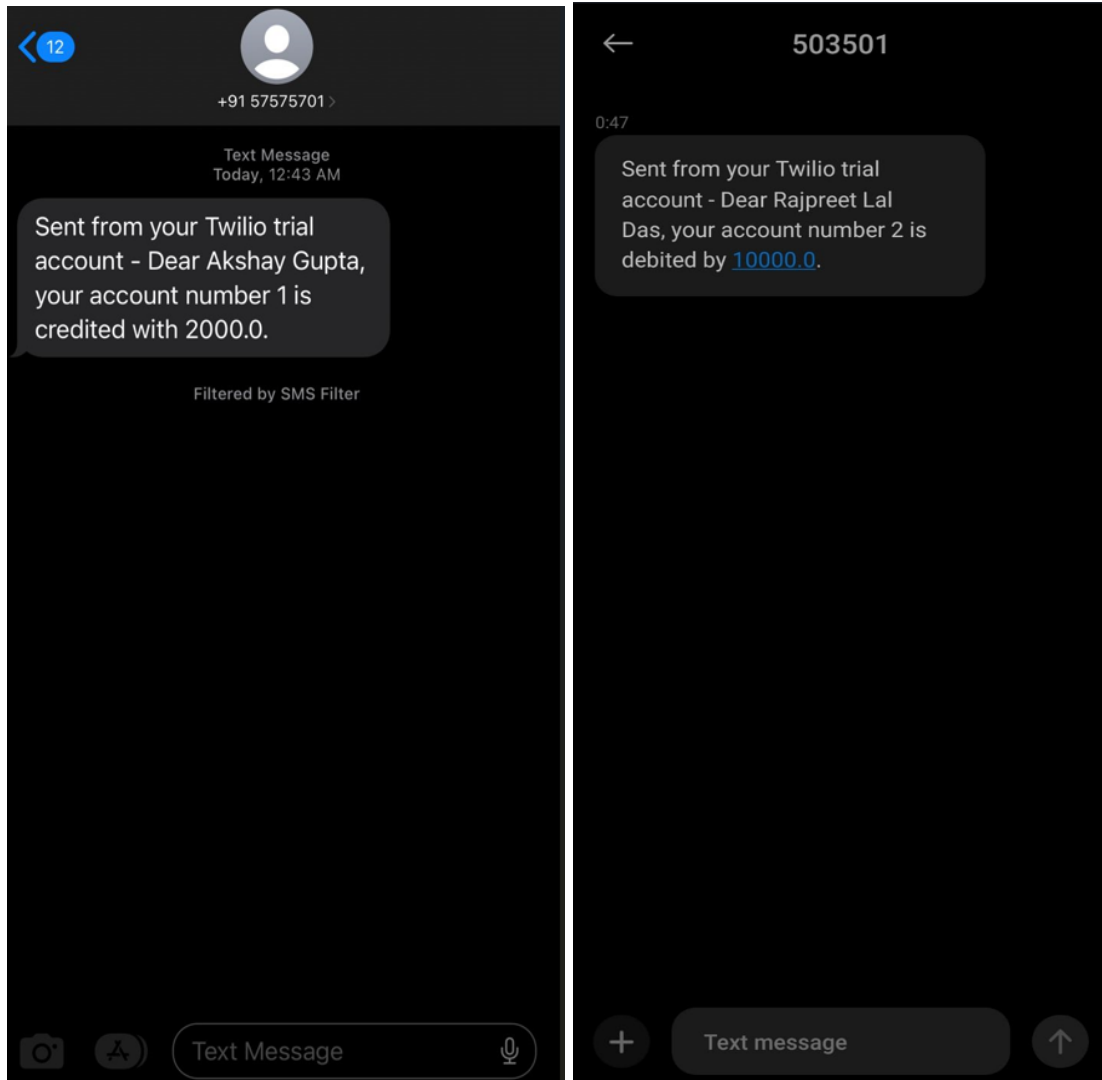 12
+91 57575701 >
Text Message
Today, 12:43 AM
Sent from your Twilio trial
account - Dear Akshay Gupta,
your account number 1 is
credited with 2000.0.
Filtered by SMS Filter
Text Message
503501
0:47
Sent from your Twilio trial
account - Dear Rajpreet Lal
Das, your account number 2 is
debited by 10000.0.
Text message